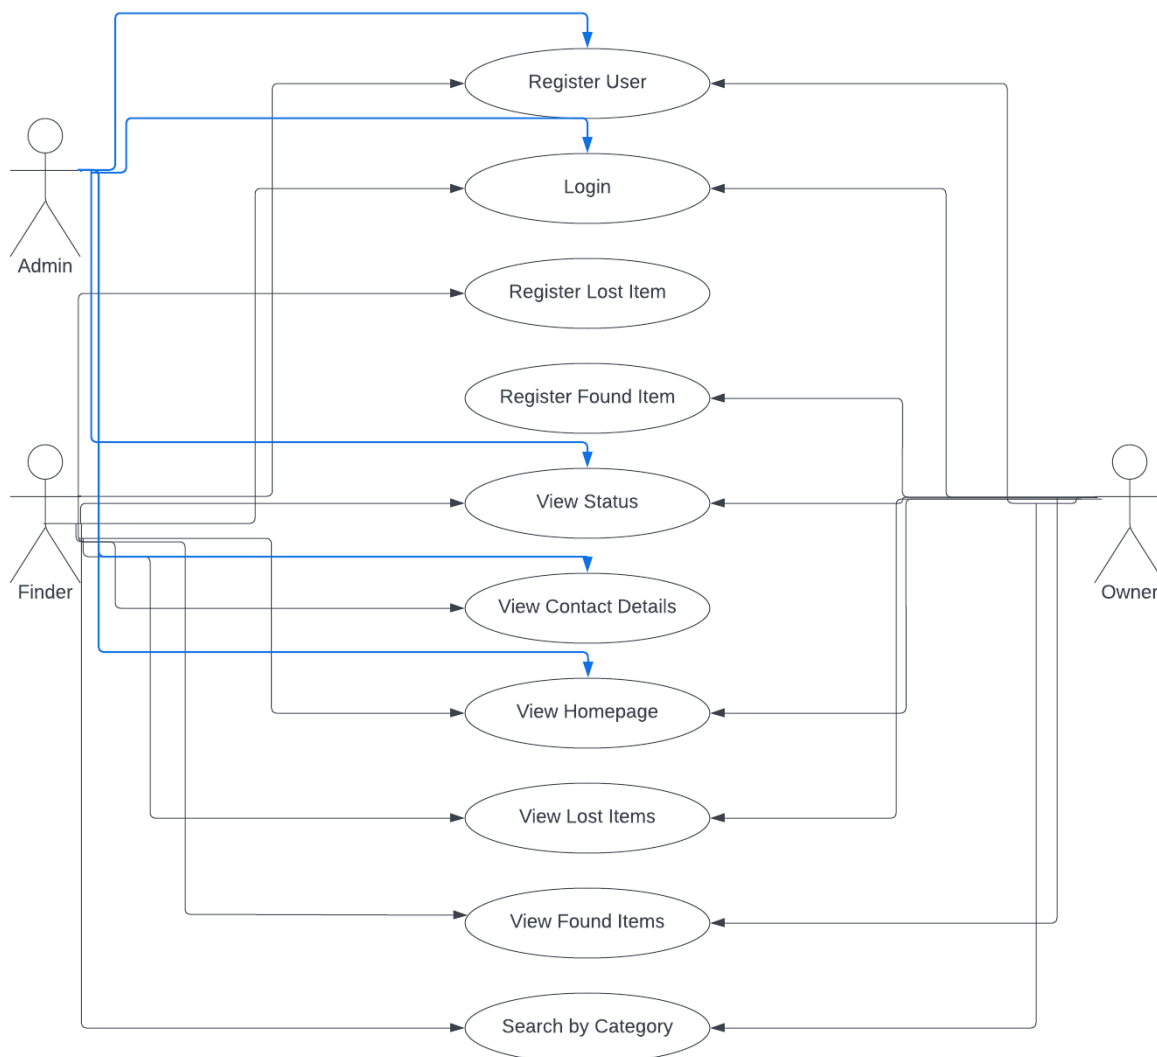 Register User
Login
Admin
Register Lost Item
Register Found Item
View Status
Finder
Owner
View Contact Details
View Homepage
View Lost Items
View Found Items
Search by Category